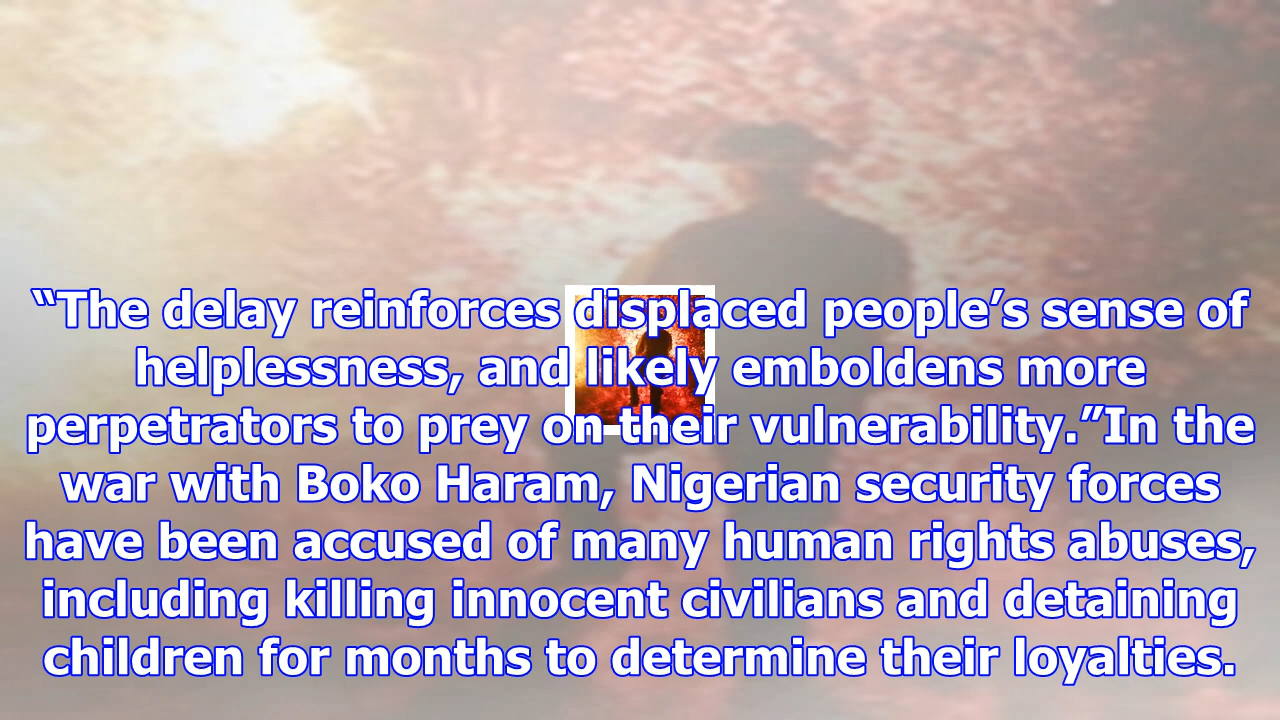 “The delay reinforces displaced people’s sense of
helplessness, and likely emboldens more
perpetrators to prey on their vulnerability.”In the
war with Boko Haram, Nigerian security forces
have been accused of many human rights abuses,
including killing innocent civilians and detaining
children for months to determine their loyalties.